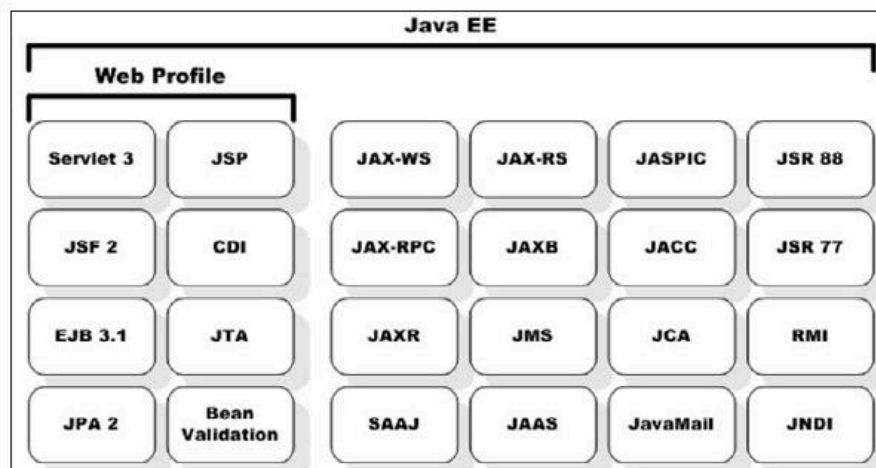 Java EE
Web Profile
Servlet 3
JSP
JAX-WS
JAX-RS
JASPIC
JSR 88
JSF 2
CDI
JAX-RPC
JAXB
JACC
JSR 77
EJB 3.1
JTA
JAXR
JMS
JCA
RMI
JPA 2
Bean
Validation
SAAJ
JAAS
JavaMail
JNDI